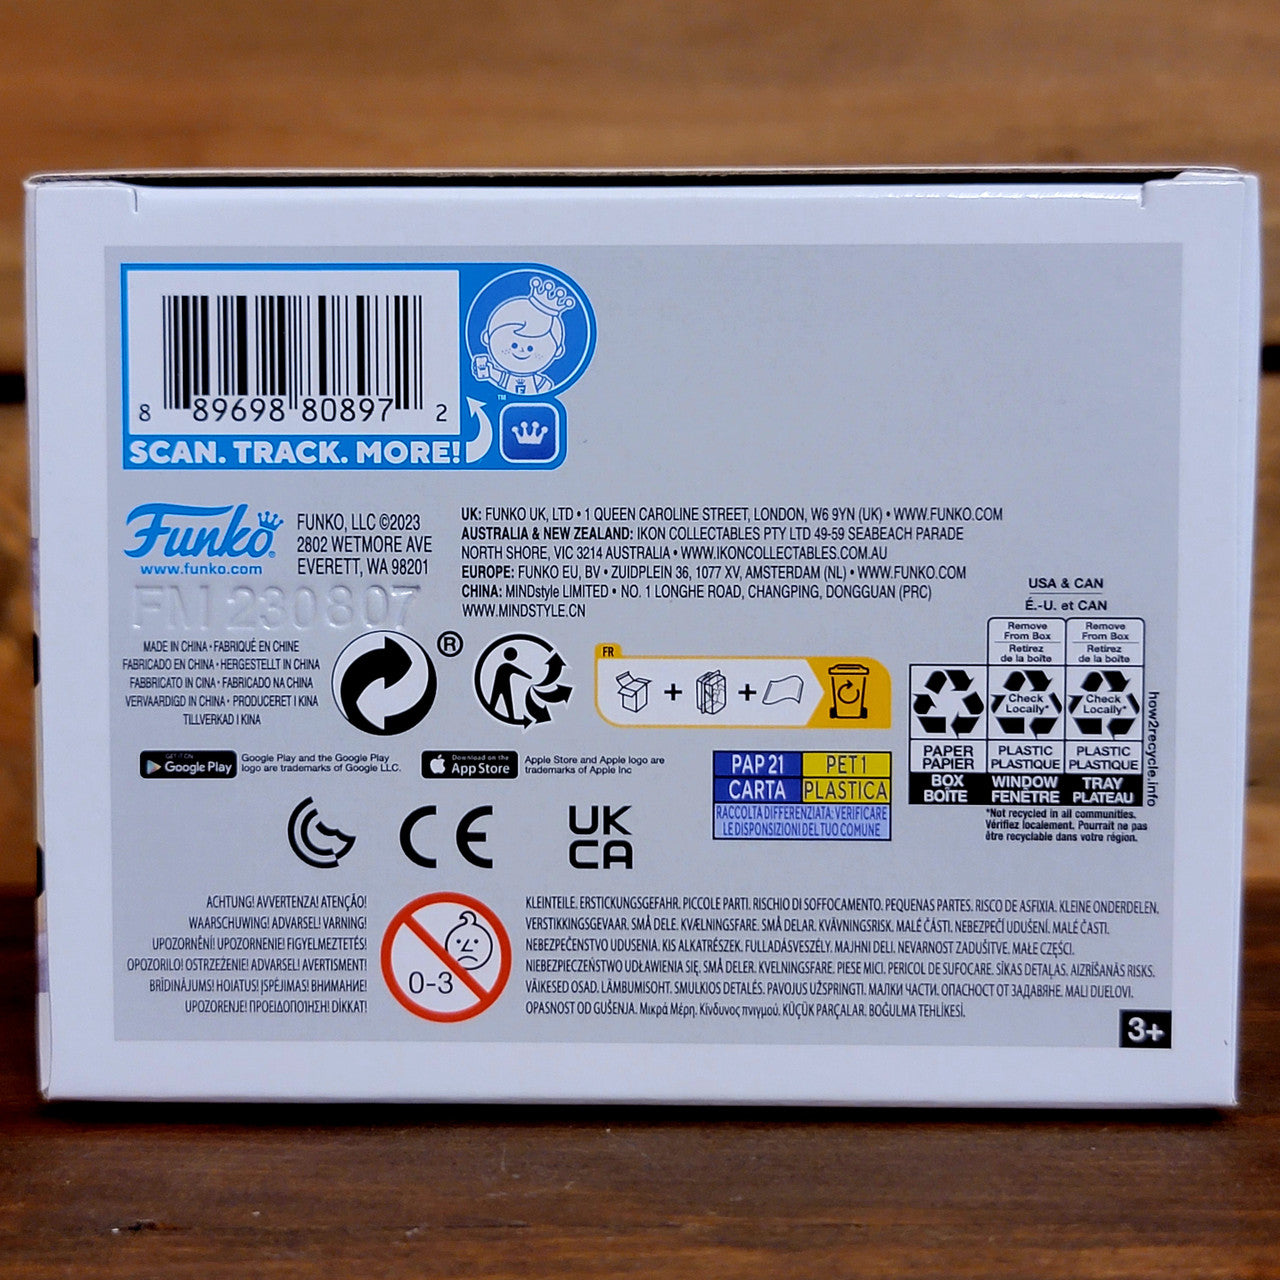 8 89698 80897 2
SCAN. TRACK. MORE!
™
Funko
www.funko.com
FUNKO, LLC ©2023
2802 WETMORE AVE
EVERETT, WA 98201
FM 230807
UK: FUNKO UK, LTD • 1 QUEEN CAROLINE STREET, LONDON, W6 9YN (UK) • WWW.FUNKO.COM
AUSTRALIA & NEW ZEALAND: IKON COLLECTABLES PTY LTD 49-59 SEABEACH PARADE
NORTH SHORE, VIC 3214 AUSTRALIA • WWW.IKONCOLLECTABLES.COM.AU
EUROPE: FUNKO EU, BV • ZUIDPLEIN 36, 1077 XV, AMSTERDAM (NL) • WWW.FUNKO.COM
CHINA: MINDstyle LIMITED • NO. 1 LONGHE ROAD, CHANGPING, DONGGUAN (PRC)
WWW.MINDSTYLE.CN
MADE IN CHINA • FABRIQUÉ EN CHINE
FABRICADO EN CHINA • HERGESTELLT IN CHINA
FABBRICATO IN CINA • FABRICADO NA CHINA
VERVAARDIGD IN CHINA • PRODUCERET I KINA
TILLVERKAD I KINA
®
FR
+ +
USA & CAN
É.-U. et CAN
Remove
From Box
Retirez
de la boîte
Remove
From Box
Retirez
de la boîte
Check
Locally*
Check
Locally*
PAPER
PAPIER
PLASTIC
PLASTIQUE
PLASTIC
PLASTIQUE
BOX
BOÎTE
WINDOW
FENÊTRE
TRAY
PLATEAU
how2recycle.info
*Not recycled in all communities.
Vérifiez localement. Pourrait ne pas
être recyclable dans votre région.
GET IT ON
Google Play
Google Play and the Google Play
logo are trademarks of Google LLC.
Download on the
App Store
Apple Store and Apple logo are
trademarks of Apple Inc
PAP 21
PET 1
CARTA
PLASTICA
RACCOLTA DIFFERENZIATA: VERIFICARE
LE DISPOSIZIONI DEL TUO COMUNE
CE
UK
CA
ACHTUNG! AVVERTENZA! ATENÇÃO!
WAARSCHUWING! ADVARSEL! VARNING!
UPOZORNĚNÍ! UPOZORNENIE! FIGYELMEZTETÉS!
OPOZORILO! OSTRZEŻENIE! ADVARSEL! AVERTISMENT!
BRĪDINĀJUMS! HOIATUS! ĮSPĖJIMAS! ВНИМАНИЕ!
UPOZORENJE! ΠΡΟΕΙΔΟΠΟΙΗΣΗ! DİKKAT!
0-3
KLEINTEILE. ERSTICKUNGSGEFAHR. PICCOLE PARTI. RISCHIO DI SOFFOCAMENTO. PEQUENAS PARTES. RISCO DE ASFIXIA. KLEINE ONDERDELEN.
VERSTIKKINGSGEVAAR. SMÅ DELE. KVÆLNINGSFARE. SMÅ DELAR. KVÄVNINGSRISK. MALÉ ČÁSTI. NEBEZPEČÍ UDUŠENÍ. MALÉ ČASTI.
NEBEZPEČENSTVO UDUSENIA. KIS ALKATRÉSZEK. FULLADÁSVESZÉLY. MAJHNI DELI. NEVARNOST ZADUŠITVE. MAŁE CZĘŚCI.
NIEBEZPIECZEŃSTWO UDŁAWIENIA SIĘ. SMÅ DELER. KVELNINGSFARE. PIESE MICI. PERICOL DE SUFOCARE. SĪKAS DETAĻAS. AIZRĪŠANĀS RISKS.
VÄIKESED OSAD. LÄMBUMISOHT. SMULKIOS DETALĖS. PAVOJUS UŽSPRINGTI. МАЛКИ ЧАСТИ. ОПАСНОСТ ОТ ЗАДАВЯНЕ. MALI DIJELOVI.
OPASNOST OD GUŠENJA. Μικρά Μέρη. Κίνδυνος πνιγμού. KÜÇÜK PARÇALAR. BOĞULMA TEHLİKESİ.
3+